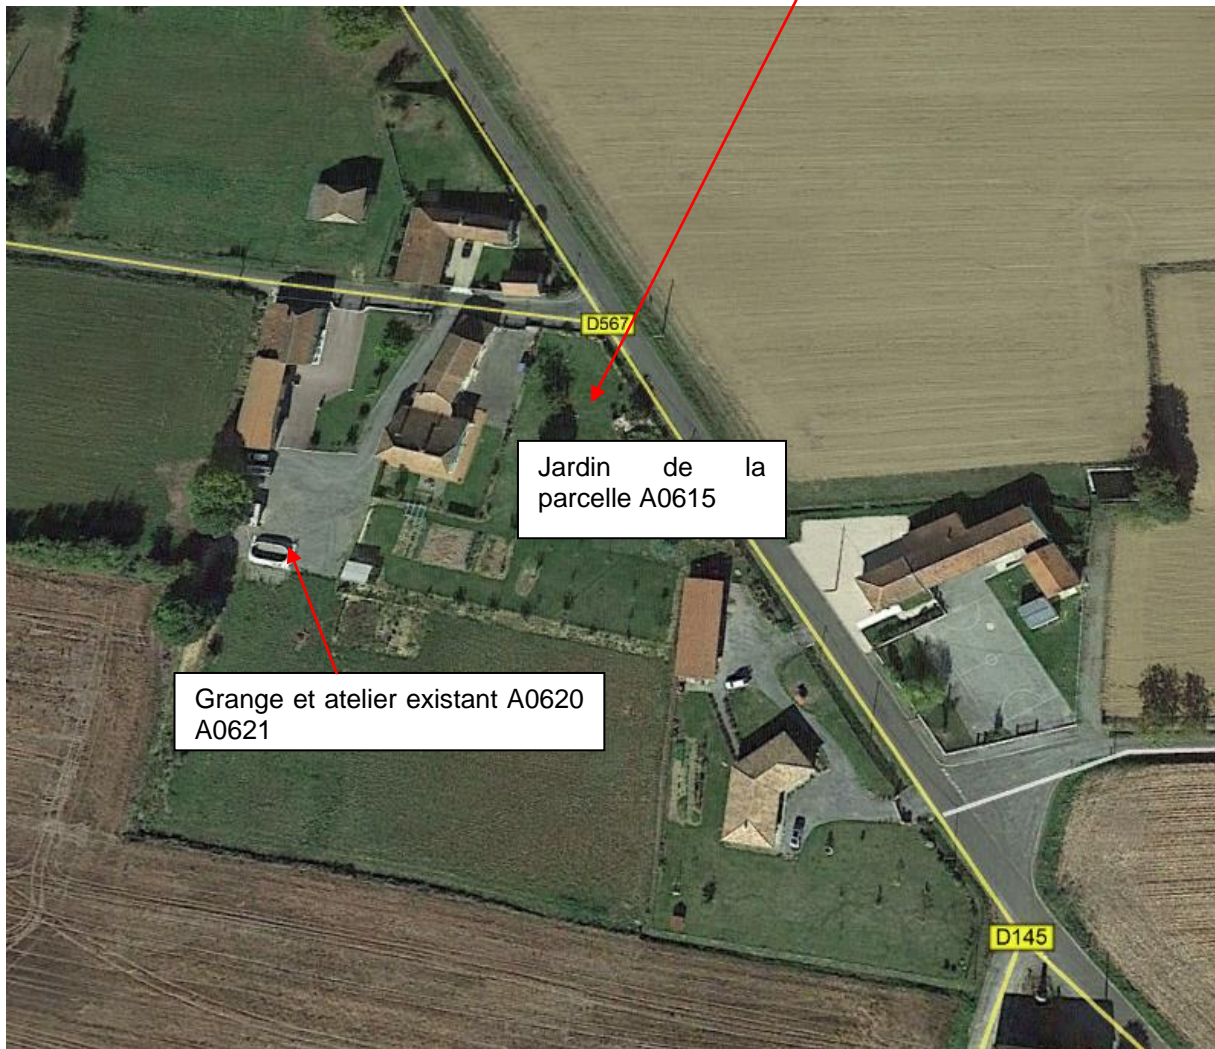 D567
Jardin de la
parcelle A0615
Grange et atelier existant A0620
A0621
D145